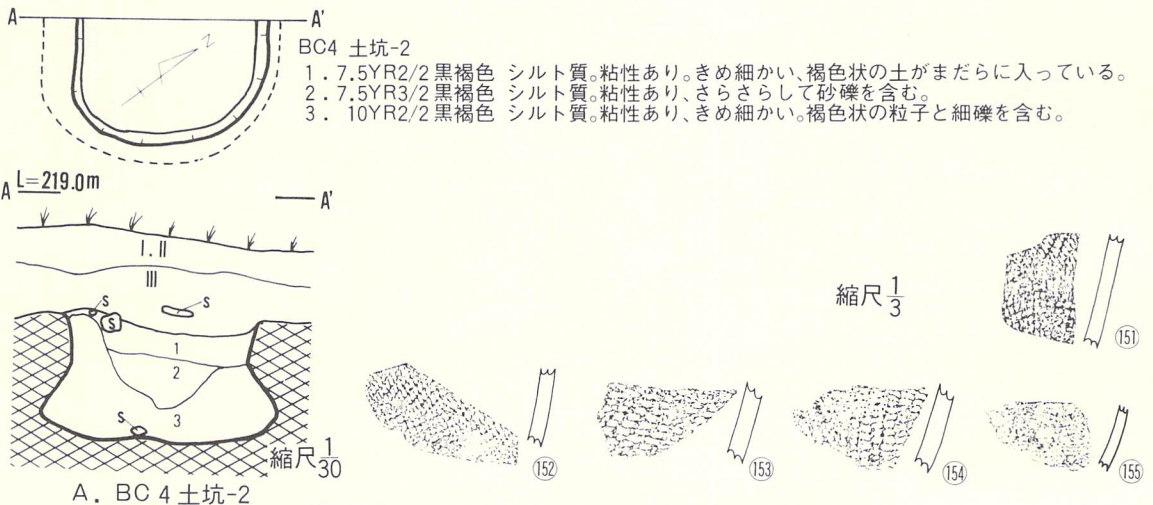 A A'
N
BC4 土坑-2
1. 7.5YR2/2 黒褐色 シルト質。粘性あり。きめ細かい、褐色状の土がまだらに入っている。
2. 7.5YR3/2 黒褐色 シルト質。粘性あり、さらさらして砂礫を含む。
3. 10YR2/2 黒褐色 シルト質。粘性あり、きめ細かい。褐色状の粒子と細礫を含む。
A L=219.0m A'
I.II
III
S S
S
1
2
3
S
縮尺 1/30
A. BC 4 土坑-2
縮尺 1/3
151
152 153 154 155